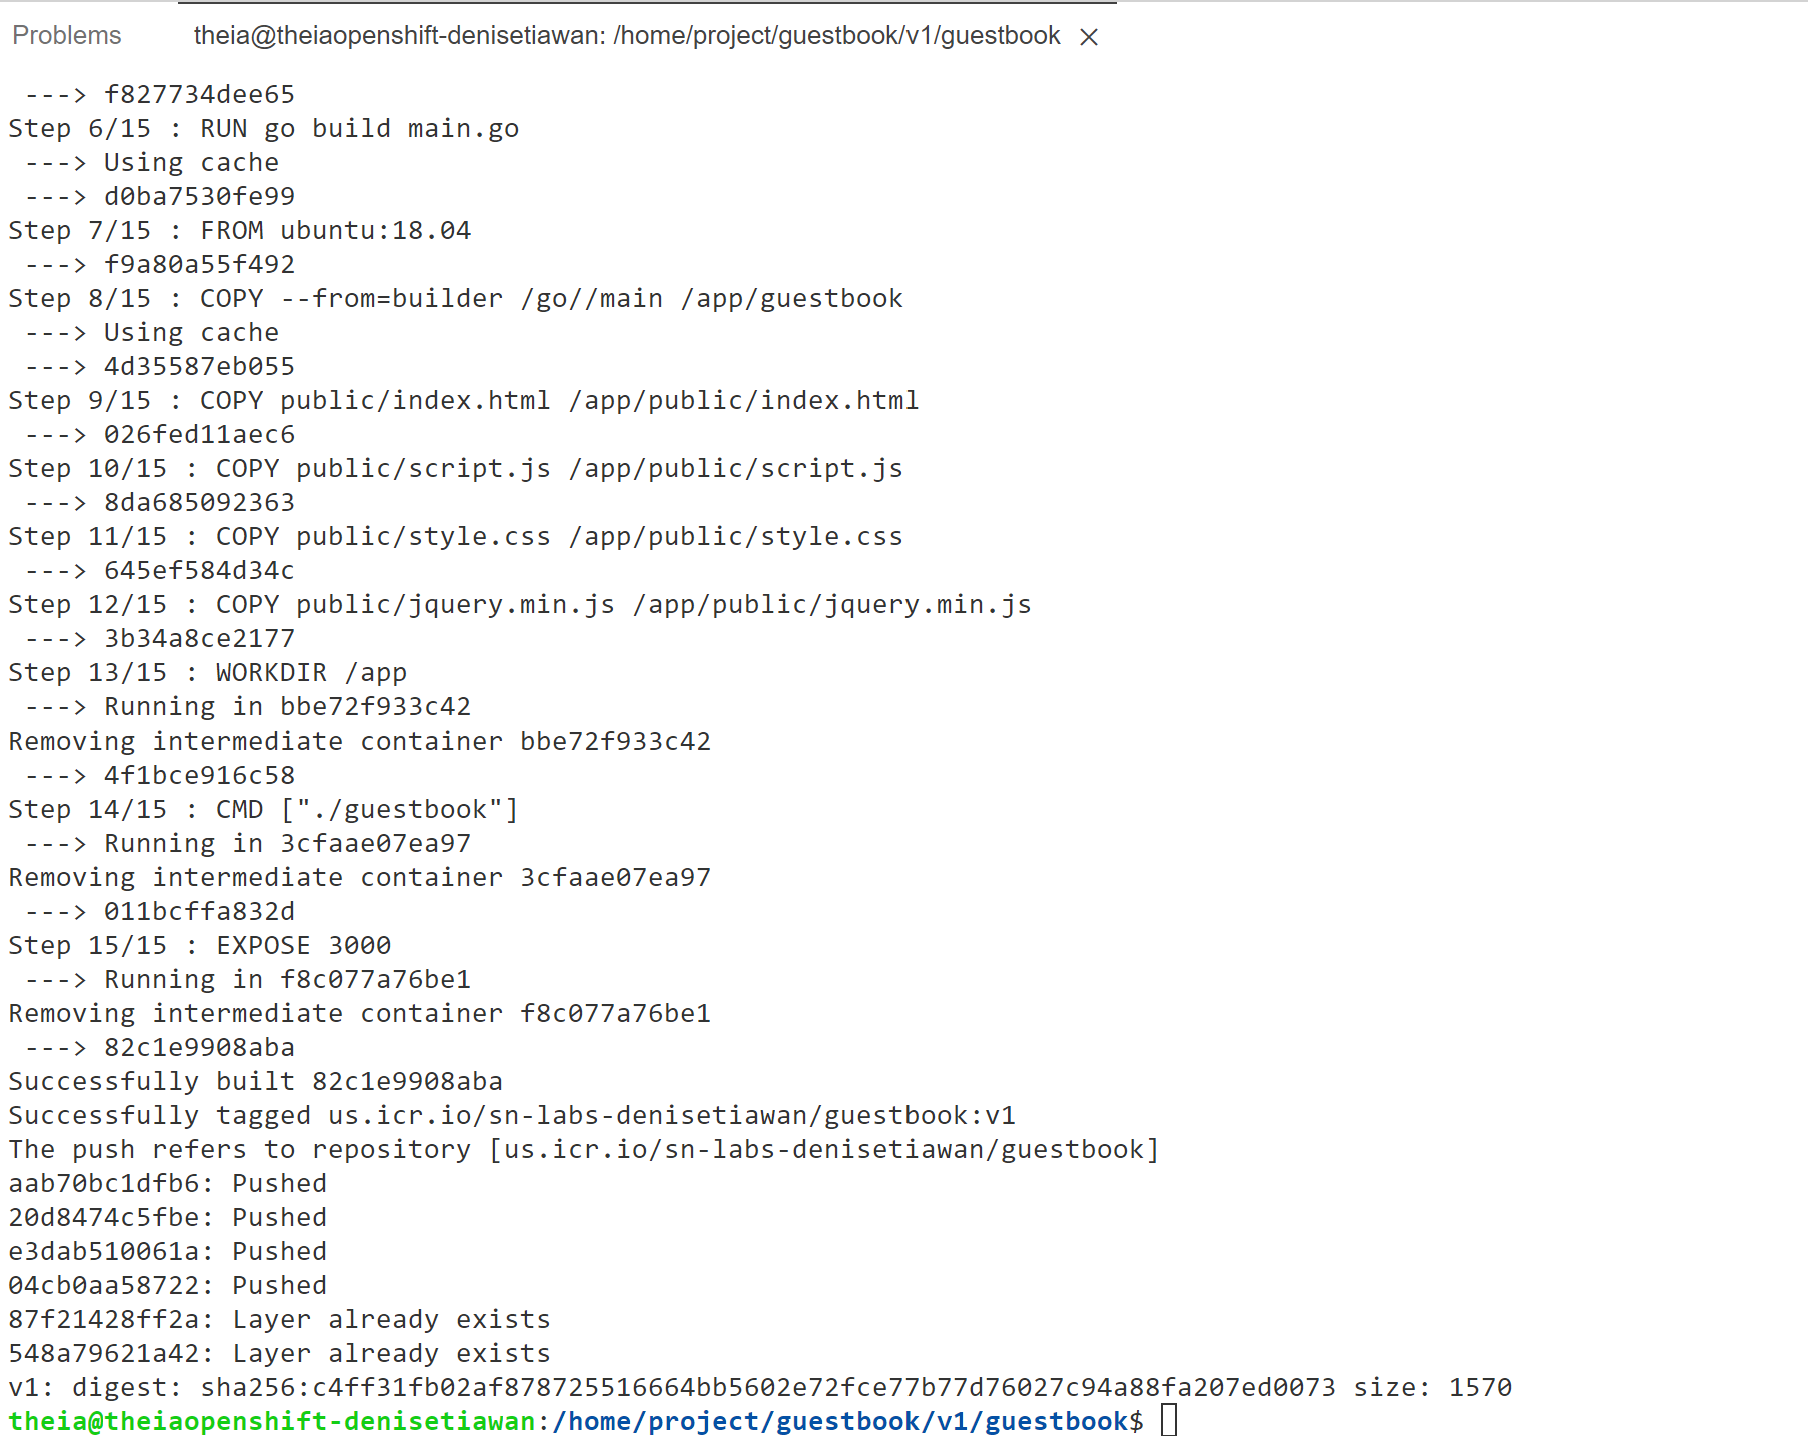 Problems
theia@theiaopenshift-denisetiawan: /home/project/guestbook/v1/guestbook ×
---> f827734dee65
Step 6/15 : RUN go build main.go
---> Using cache
---> d0ba7530fe99
Step 7/15 : FROM ubuntu:18.04
---> f9a80a55f492
Step 8/15 : COPY --from=builder /go//main /app/guestbook
---> Using cache
---> 4d35587eb055
Step 9/15 : COPY public/index.html /app/public/index.html
---> 026fed11aec6
Step 10/15 : COPY public/script.js /app/public/script.js
---> 8da685092363
Step 11/15 : COPY public/style.css /app/public/style.css
---> 645ef584d34c
Step 12/15 : COPY public/jquery.min.js /app/public/jquery.min.js
---> 3b34a8ce2177
Step 13/15 : WORKDIR /app
---> Running in bbe72f933c42
Removing intermediate container bbe72f933c42
---> 4f1bce916c58
Step 14/15 : CMD ["./guestbook"]
---> Running in 3cfaae07ea97
Removing intermediate container 3cfaae07ea97
---> 011bcffa832d
Step 15/15 : EXPOSE 3000
---> Running in f8c077a76be1
Removing intermediate container f8c077a76be1
---> 82c1e9908aba
Successfully built 82c1e9908aba
Successfully tagged us.icr.io/sn-labs-denisetiawan/guestbook:v1
The push refers to repository [us.icr.io/sn-labs-denisetiawan/guestbook]
aab70bc1dfb6: Pushed
20d8474c5fbe: Pushed
e3dab510061a: Pushed
04cb0aa58722: Pushed
87f21428ff2a: Layer already exists
548a79621a42: Layer already exists
v1: digest: sha256:c4ff31fb02af878725516664bb5602e72fce77b77d76027c94a88fa207ed0073 size: 1570
theia@theiaopenshift-denisetiawan:/home/project/guestbook/v1/guestbook$